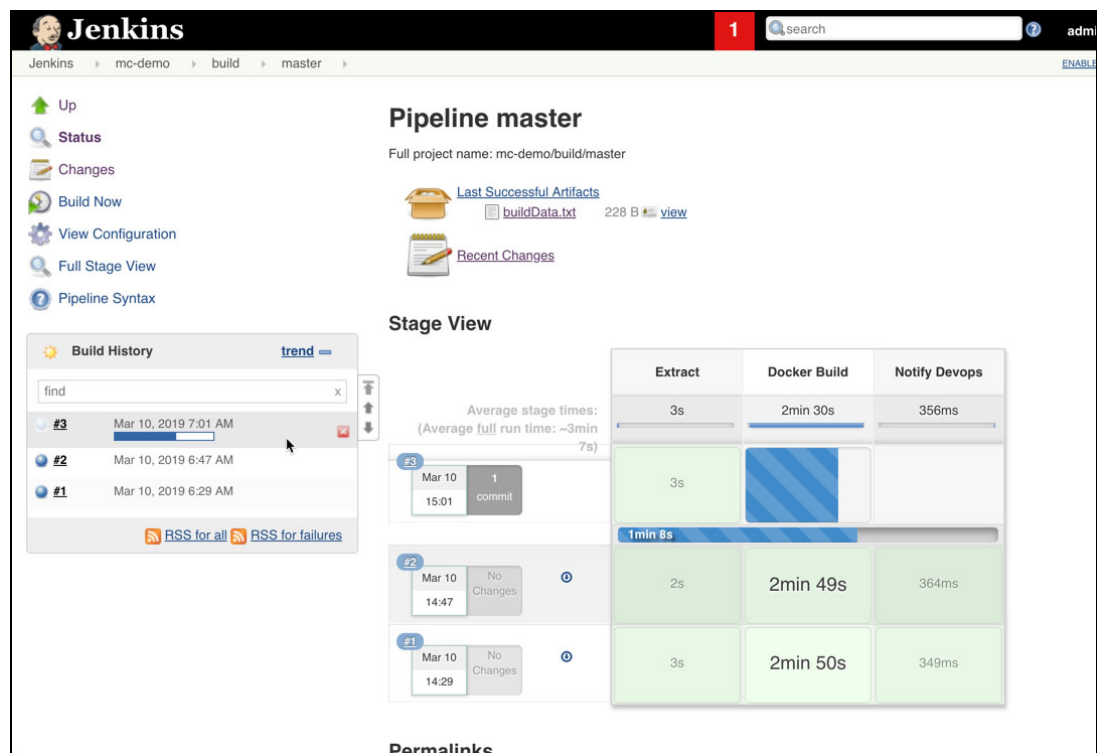 Jenkins
1
search
admi
Jenkins mc-demo build master
ENABLE
Up
Status
Changes
Build Now
View Configuration
Full Stage View
Pipeline Syntax
Build History trend
find x
#3 Mar 10, 2019 7:01 AM
#2 Mar 10, 2019 6:47 AM
#1 Mar 10, 2019 6:29 AM
RSS for all RSS for failures
Pipeline master
Full project name: mc-demo/build/master
Last Successful Artifacts
buildData.txt 228 B view
Recent Changes
Stage View
Extract Docker Build Notify Devops
Average stage times:
(Average full run time: ~3min
7s)
3s 2min 30s 356ms
#3
Mar 10
15:01
1
commit
3s
1min 8s
#2
Mar 10
14:47
No
Changes
2s 2min 49s 364ms
#1
Mar 10
14:29
No
Changes
3s 2min 50s 349ms
Permalinks